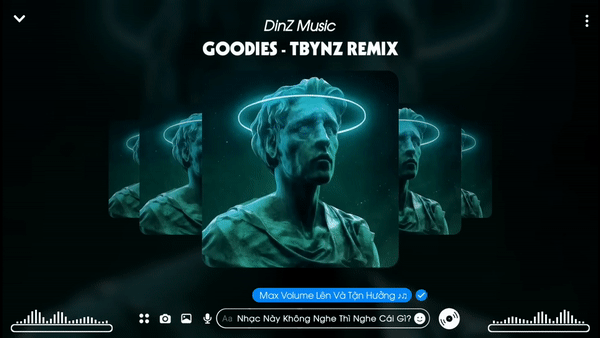 DinZ Music
GOODIES - TBYNZ REMIX
Max Volume Lên Và Tận Hưởng ♪♫
Aa Nhạc Này Không Nghe Thì Nghe Cái Gì?